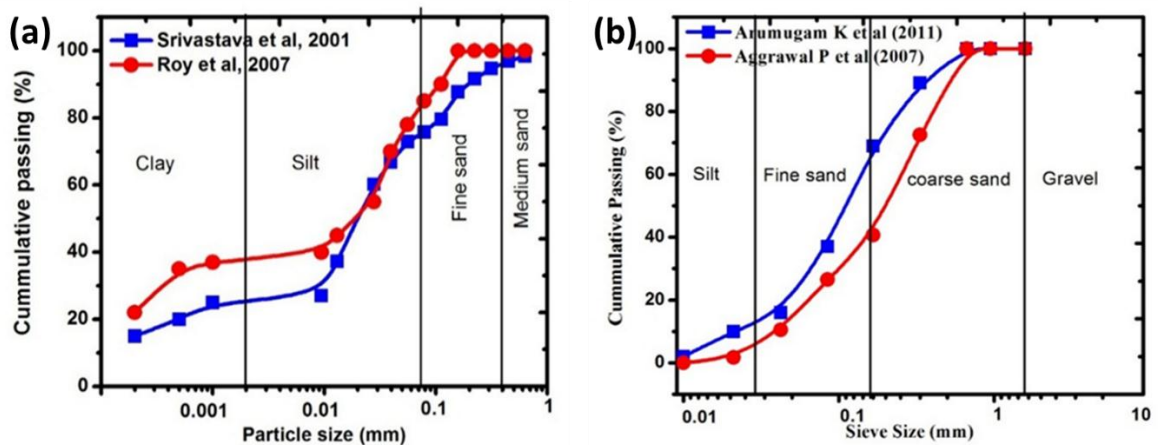 (a)
Srivastava et al, 2001
Roy et al, 2007
Cummulative passing (%)
100
80
60
40
20
0
Clay
Silt
Fine sand
Medium sand
0.001
0.01
0.1
1
Particle size (mm)
(b)
Arumugam K et al (2011)
Aggrawal P et al (2007)
Cummulative Passing (%)
100
80
60
40
20
0
Silt
Fine sand
coarse sand
Gravel
0.01
0.1
1
10
Sieve Size (mm)